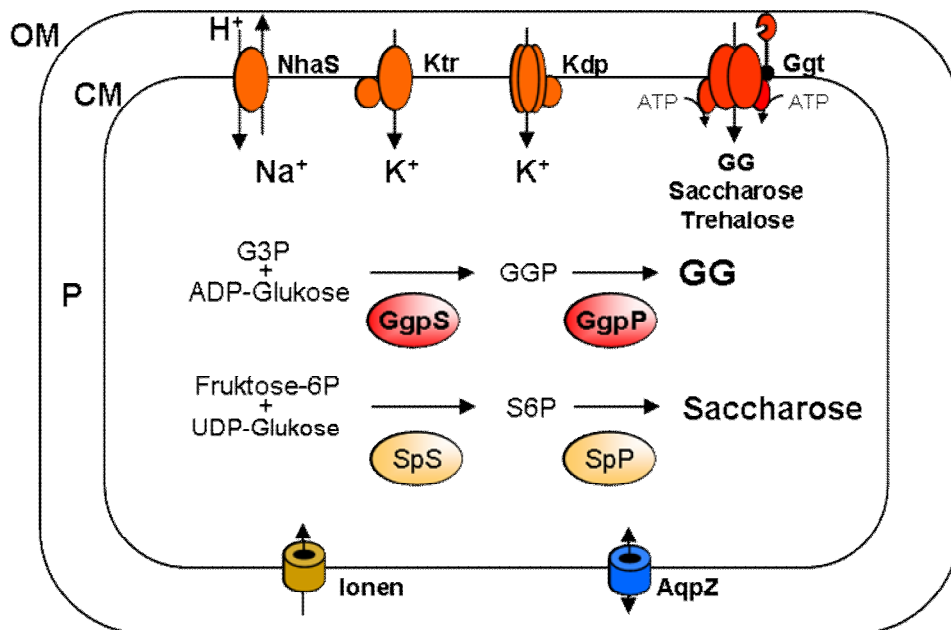 OM
H⁺
NhaS
Ktr
Kdp
Ggt
CM
ATP
ATP
Na⁺
K⁺
K⁺
GG
Saccharose
Trehalose
P
G3P
+
ADP-Glukose
GGP
GG
GgpS
GgpP
Fruktose-6P
+
UDP-Glukose
S6P
Saccharose
SpS
SpP
Ionen
AqpZ